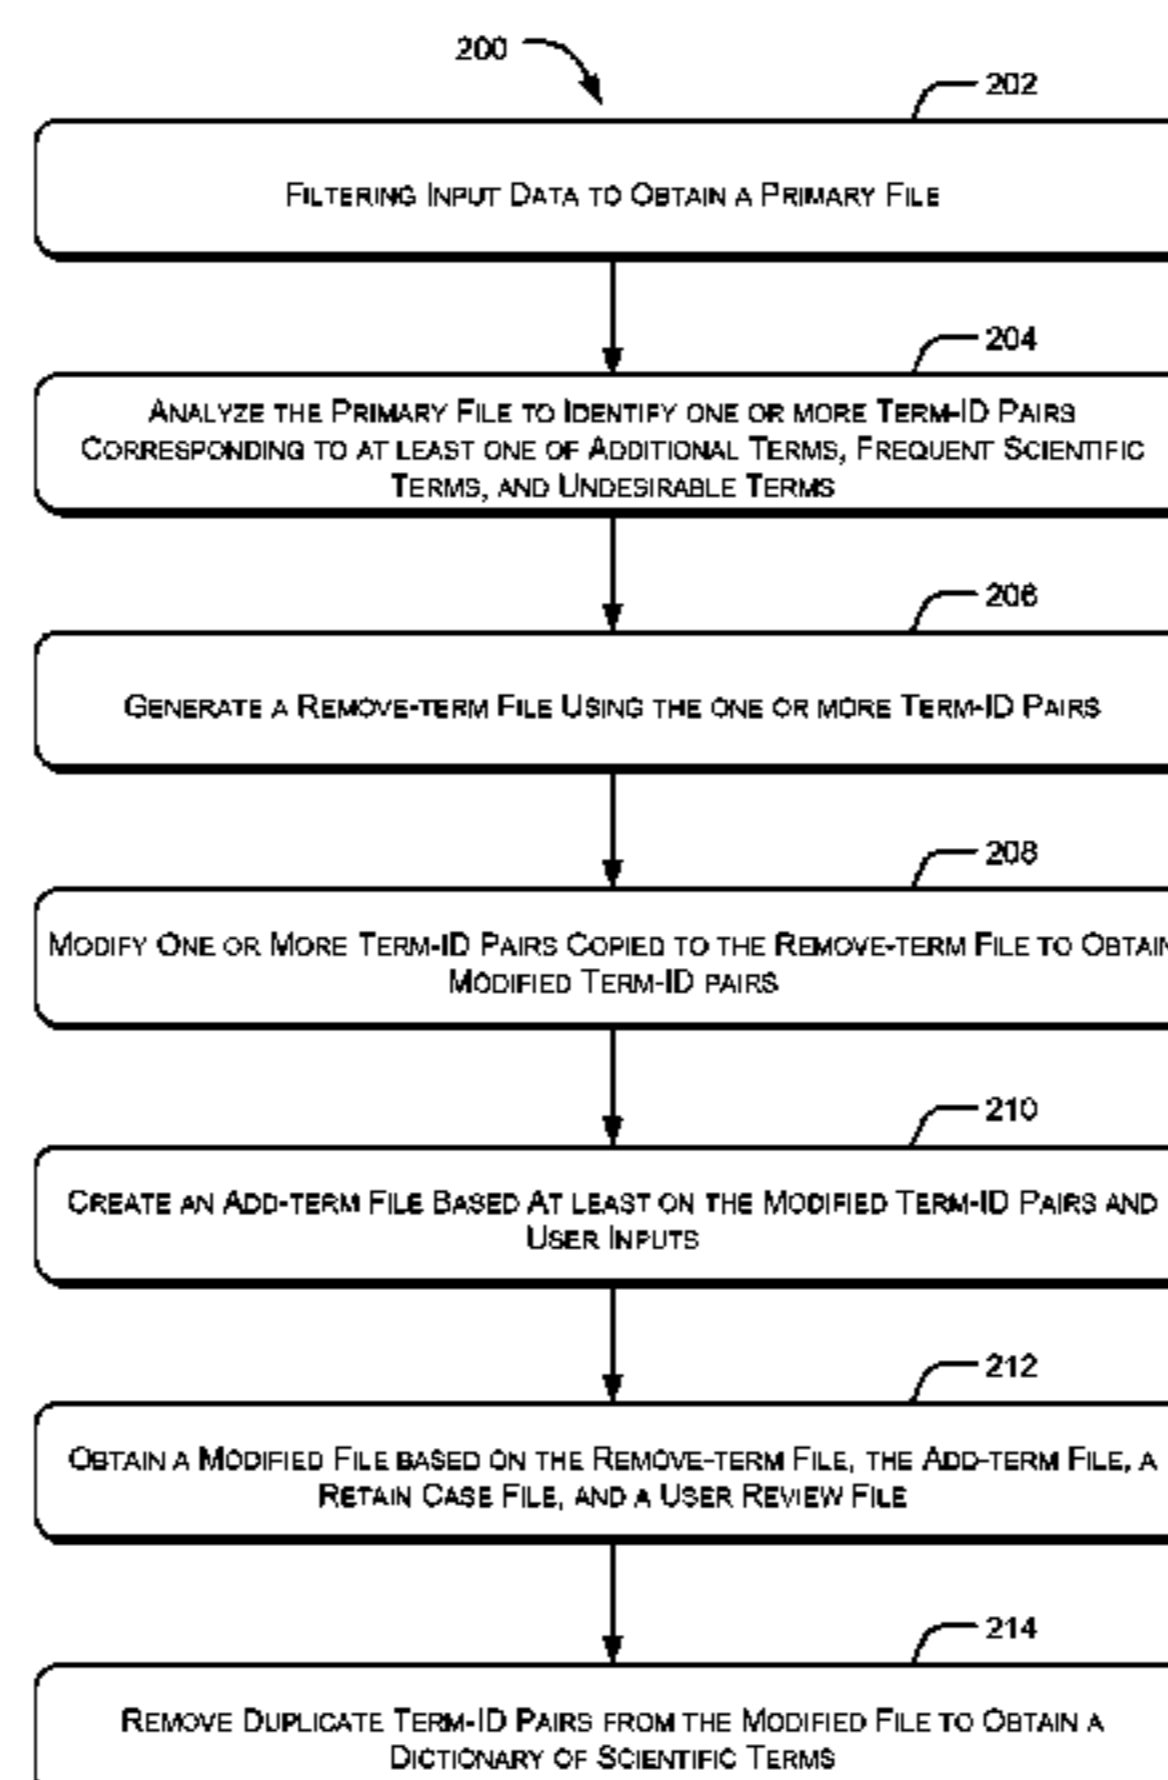 200
202
FILTERING INPUT DATA TO OBTAIN A PRIMARY FILE
204
ANALYZE THE PRIMARY FILE TO IDENTIFY ONE OR MORE TERM-ID PAIRS
CORRESPONDING TO AT LEAST ONE OF ADDITIONAL TERMS, FREQUENT SCIENTIFIC
TERMS, AND UNDESIRABLE TERMS
206
GENERATE A REMOVE-TERM FILE USING THE ONE OR MORE TERM-ID PAIRS
208
MODIFY ONE OR MORE TERM-ID PAIRS COPIED TO THE REMOVE-TERM FILE TO OBTAIN
MODIFIED TERM-ID PAIRS
210
CREATE AN ADD-TERM FILE BASED AT LEAST ON THE MODIFIED TERM-ID PAIRS AND
USER INPUTS
212
OBTAIN A MODIFIED FILE BASED ON THE REMOVE-TERM FILE, THE ADD-TERM FILE, A
RETAIN CASE FILE, AND A USER REVIEW FILE
214
REMOVE DUPLICATE TERM-ID PAIRS FROM THE MODIFIED FILE TO OBTAIN A
DICTIONARY OF SCIENTIFIC TERMS